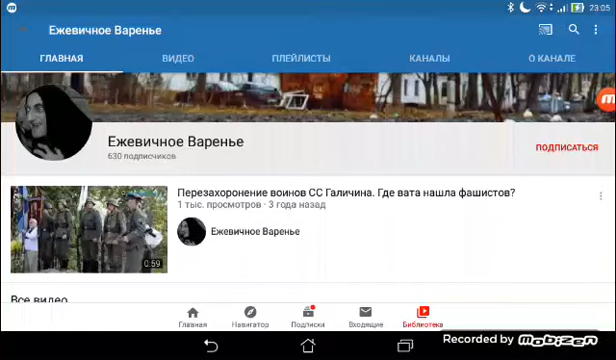 23:05
Ежевичное Варенье
ГЛАВНАЯ ВИДЕО ПЛЕЙЛИСТЫ КАНАЛЫ О КАНАЛЕ
Ежевичное Варенье
630 подписчиков
ПОДПИСАТЬСЯ
Перезахоронение воинов СС Галичина. Где вата нашла фашистов?
1 тыс. просмотров · 3 года назад
Ежевичное Варенье
0:59
Все видео
Главная Навигатор Подписки Входящие Библиотека
Recorded by mobizen